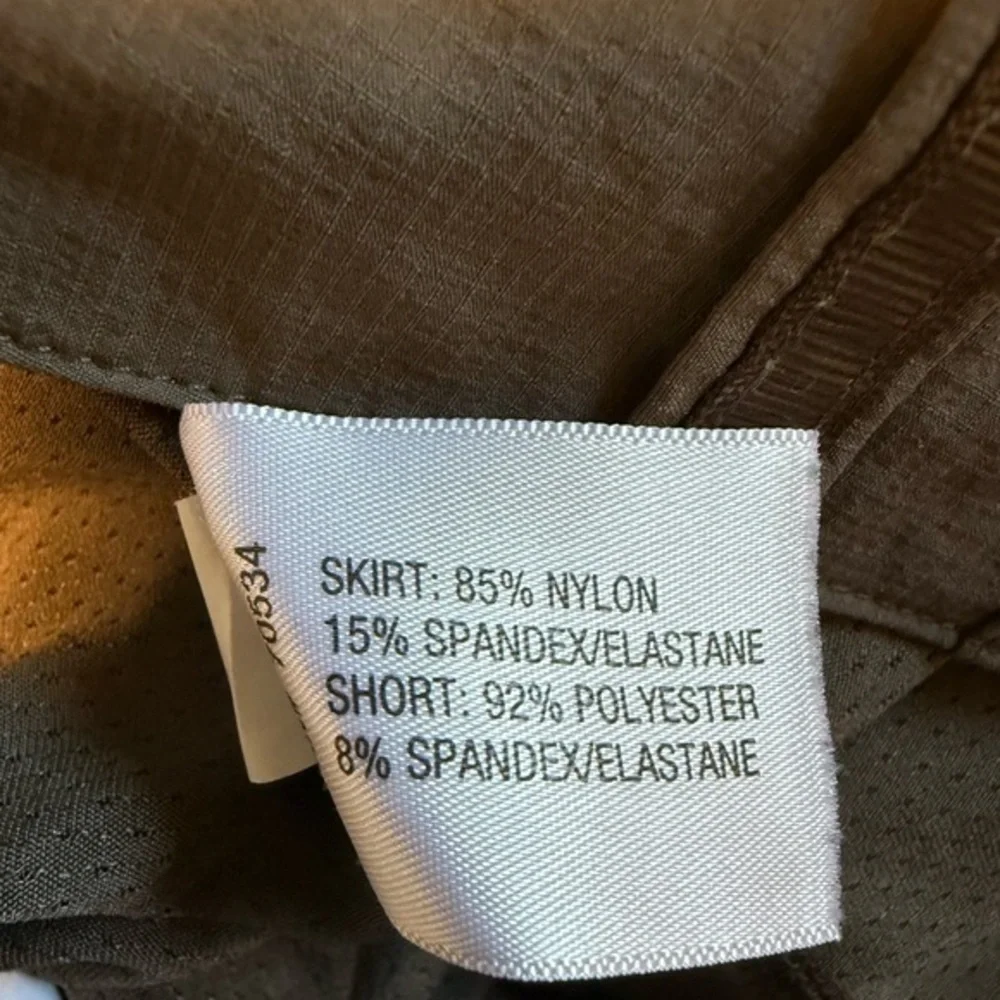 SKIRT: 85% NYLON
15% SPANDEX/ELASTANE
SHORT: 92% POLYESTER
8% SPANDEX/ELASTANE